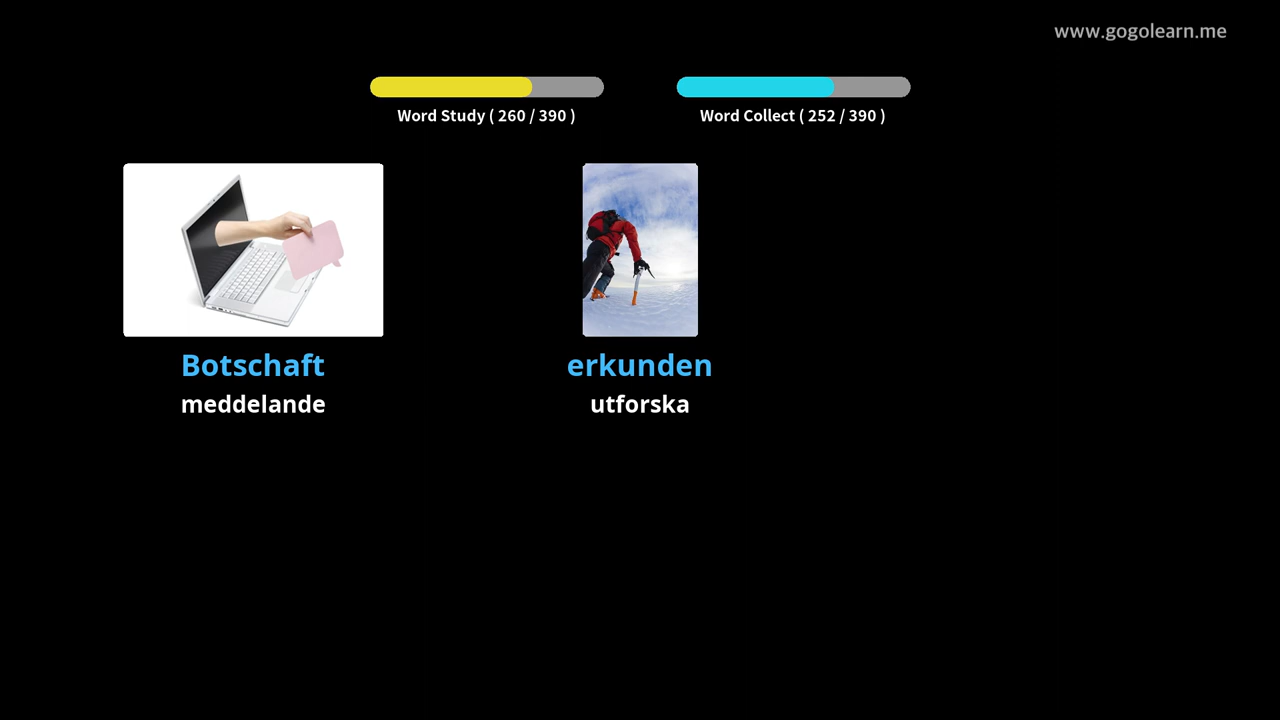 www.gogolearn.me
Word Study ( 260 / 390 )
Word Collect ( 252 / 390 )
Botschaft
meddelande
erkunden
utforska